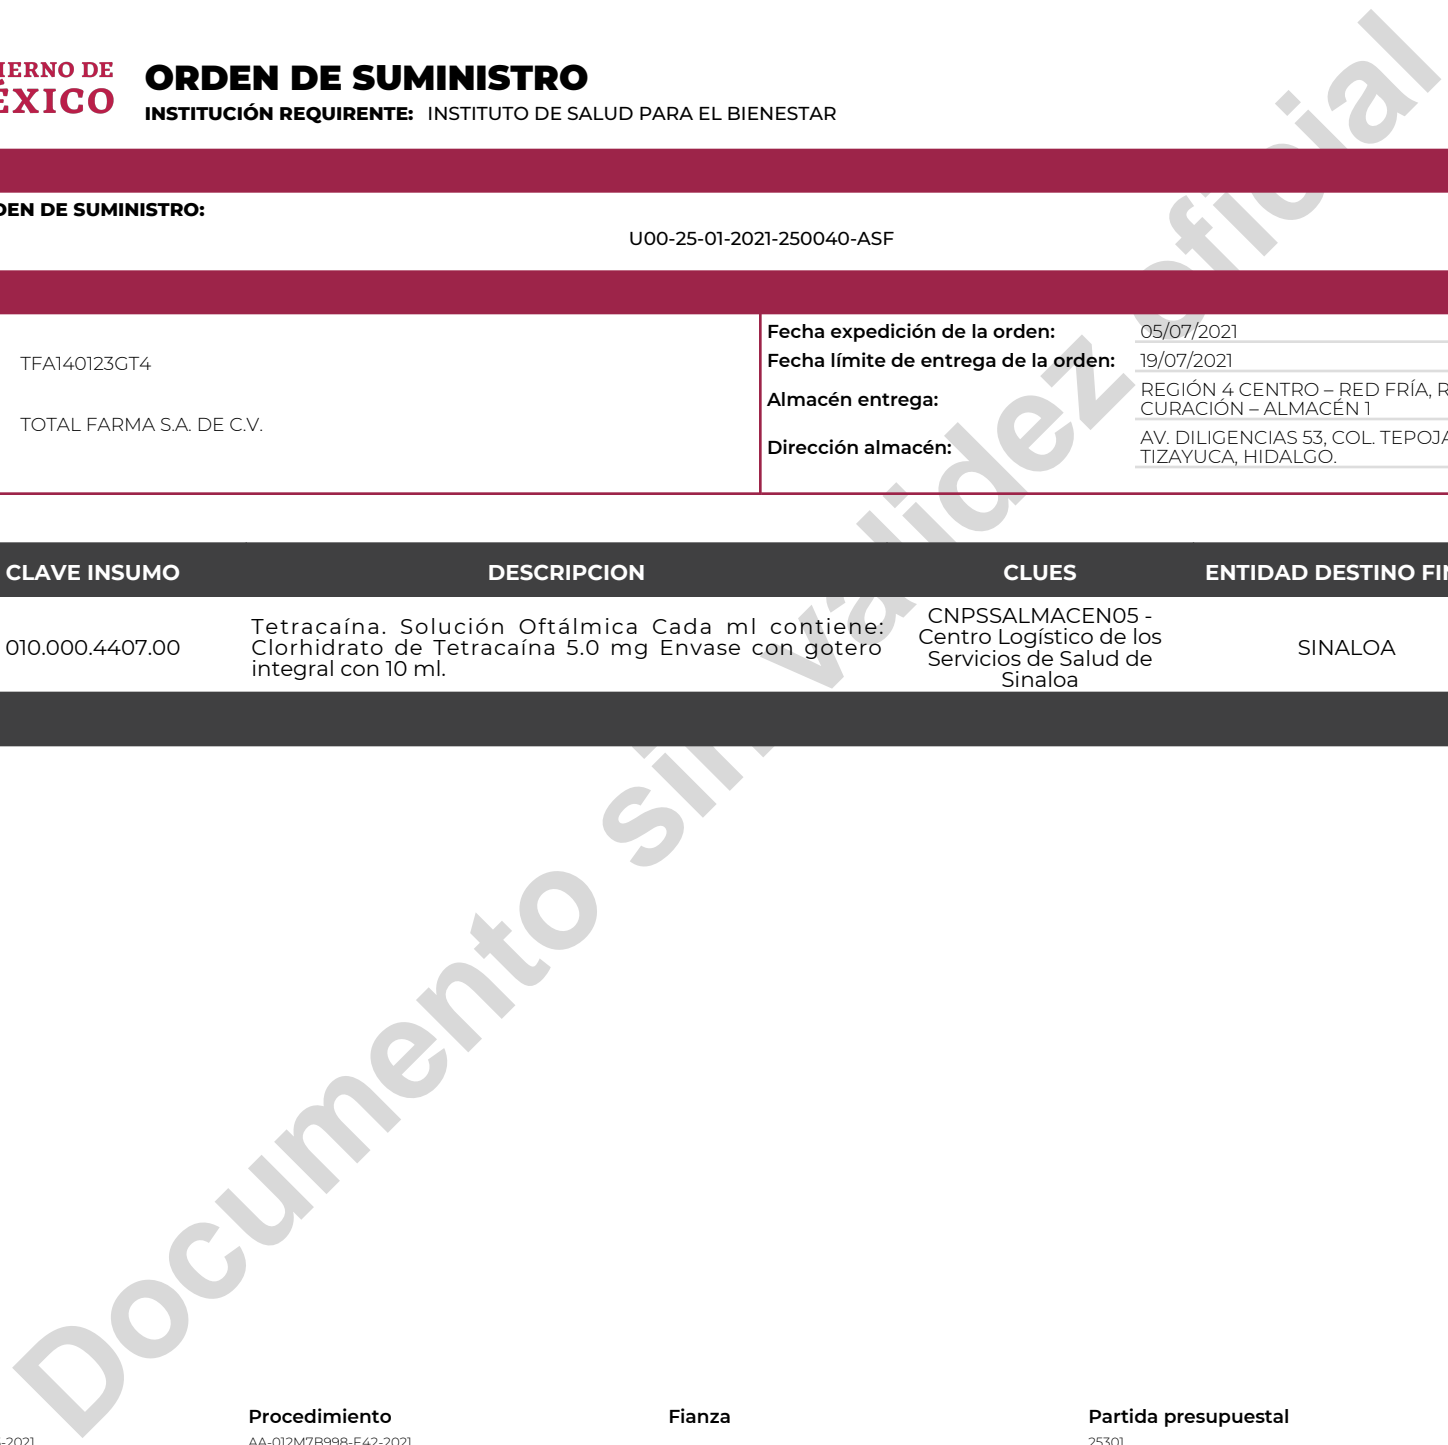 IERNO DE
ÉXICO
ORDEN DE SUMINISTRO
INSTITUCIÓN REQUIRENTE: INSTITUTO DE SALUD PARA EL BIENESTAR
DEN DE SUMINISTRO:
U00-25-01-2021-250040-ASF
TFA140123GT4
TOTAL FARMA S.A. DE C.V.
Fecha expedición de la orden: 05/07/2021
Fecha límite de entrega de la orden: 19/07/2021
Almacén entrega: REGIÓN 4 CENTRO – RED FRÍA, R
CURACIÓN – ALMACÉN 1
Dirección almacén: AV. DILIGENCIAS 53, COL. TEPOJA
TIZAYUCA, HIDALGO.
CLAVE INSUMO DESCRIPCION CLUES ENTIDAD DESTINO FIN
010.000.4407.00
Tetracaína. Solución Oftálmica Cada ml contiene:
Clorhidrato de Tetracaína 5.0 mg Envase con gotero
integral con 10 ml.
CNPSSALMACEN05 -
Centro Logístico de los
Servicios de Salud de
Sinaloa
SINALOA
Documento sin validez oficial
Procedimiento Fianza Partida presupuestal
-2021 AA-012M7B998-E42-2021 25301